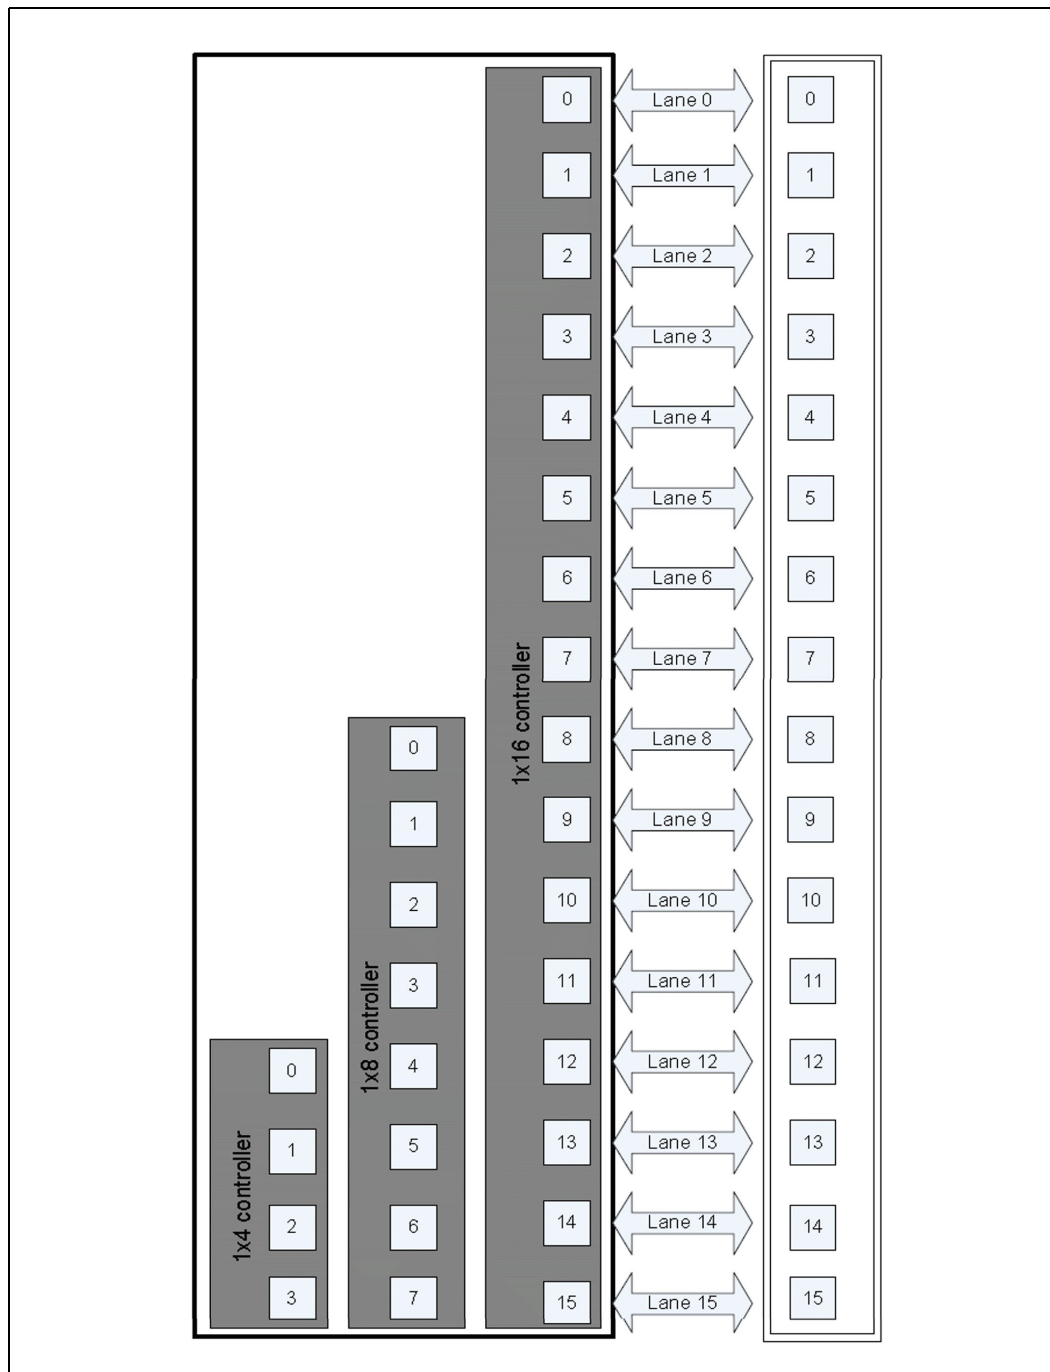 0 Lane 0 0
1 Lane 1 1
2 Lane 2 2
3 Lane 3 3
4 Lane 4 4
5 Lane 5 5
6 Lane 6 6
7 Lane 7 7
1x16 controller
0 8 Lane 8 8
1 9 Lane 9 9
2 10 Lane 10 10
3 11 Lane 11 11
1x8 controller
0 4 12 Lane 12 12
1 5 13 Lane 13 13
1x4 controller
2 6 14 Lane 14 14
3 7 15 Lane 15 15